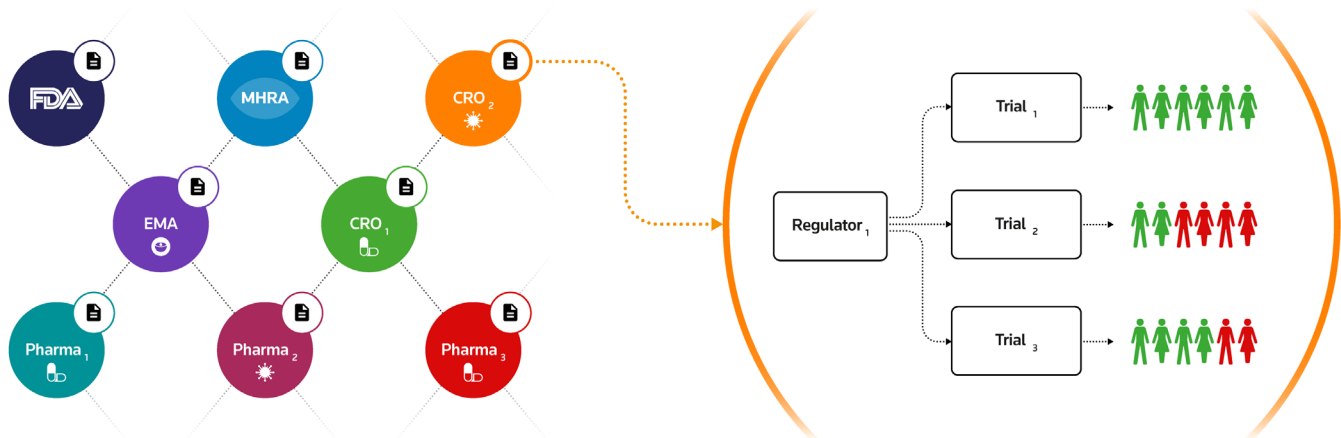 FDA
MHRA
CRO 2
EMA
CRO 1
Pharma 1
Pharma 2
Pharma 3
Regulator 1
Trial 1
Trial 2
Trial 3